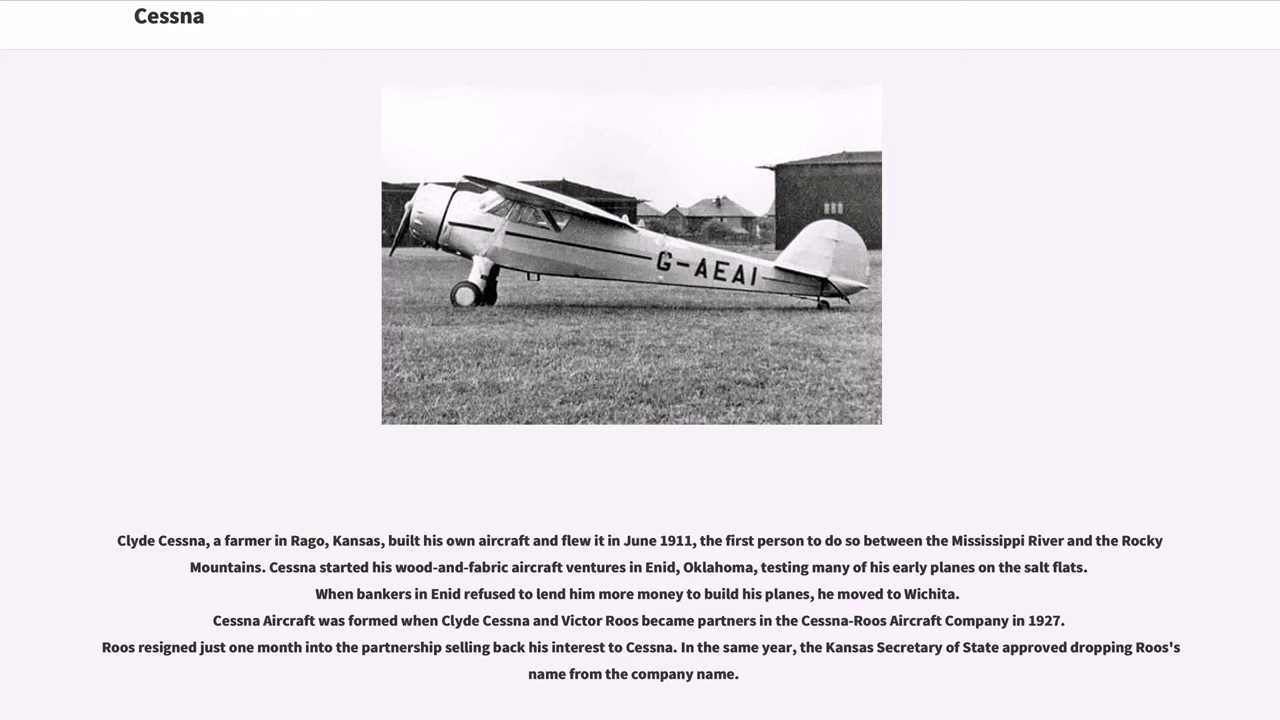 Cessna
G-AEAI
Clyde Cessna, a farmer in Rago, Kansas, built his own aircraft and flew it in June 1911, the first person to do so between the Mississippi River and the Rocky
Mountains. Cessna started his wood-and-fabric aircraft ventures in Enid, Oklahoma, testing many of his early planes on the salt flats.
When bankers in Enid refused to lend him more money to build his planes, he moved to Wichita.
Cessna Aircraft was formed when Clyde Cessna and Victor Roos became partners in the Cessna-Roos Aircraft Company in 1927.
Roos resigned just one month into the partnership selling back his interest to Cessna. In the same year, the Kansas Secretary of State approved dropping Roos's
name from the company name.